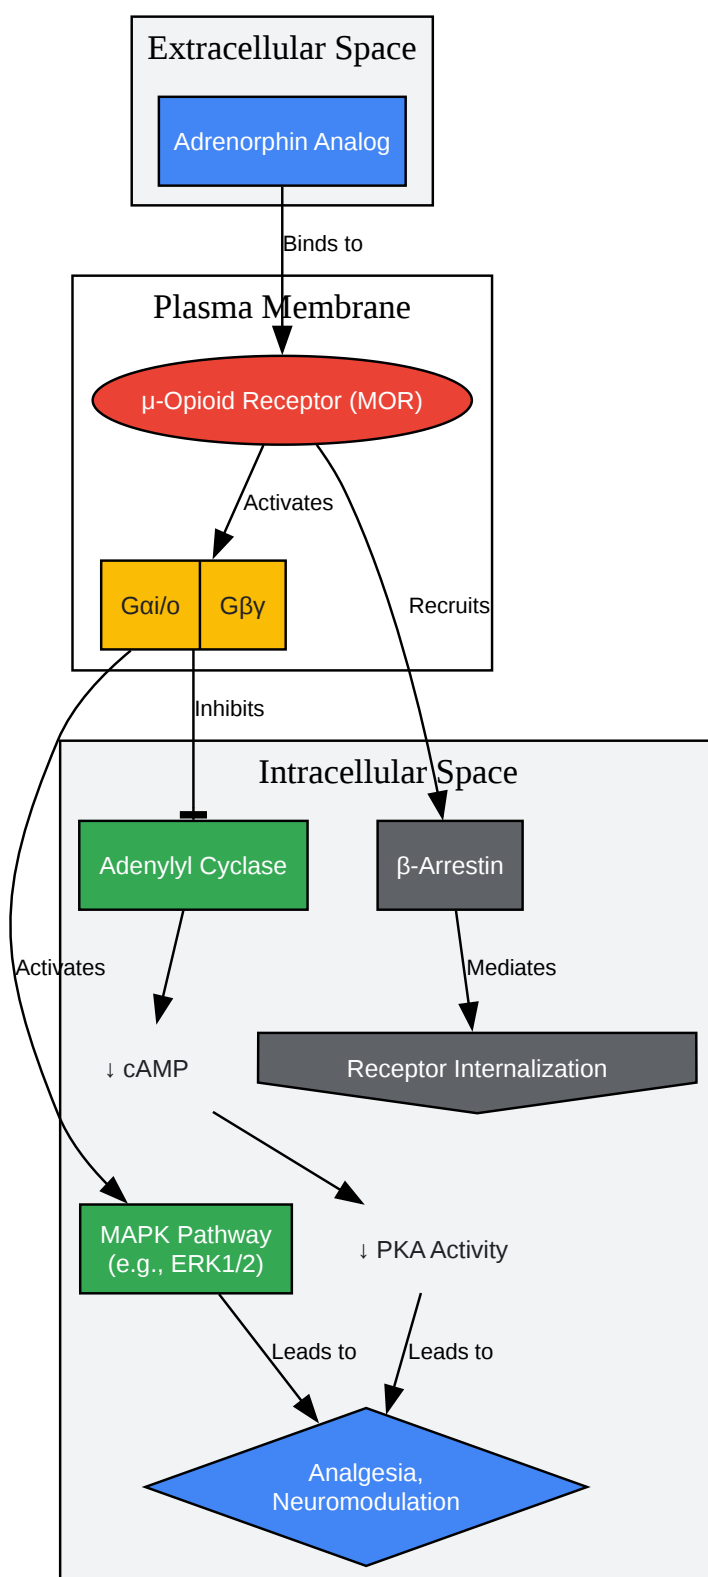 Extracellular Space
Adrenorphin Analog
Binds to
Plasma Membrane
μ-Opioid Receptor (MOR)
Activates
Gαi/o
Gβγ
Recruits
Inhibits
Intracellular Space
Adenylyl Cyclase
β-Arrestin
Activates
Mediates
↓ cAMP
Receptor Internalization
MAPK Pathway
(e.g., ERK1/2)
↓ PKA Activity
Leads to
Leads to
Analgesia,
Neuromodulation